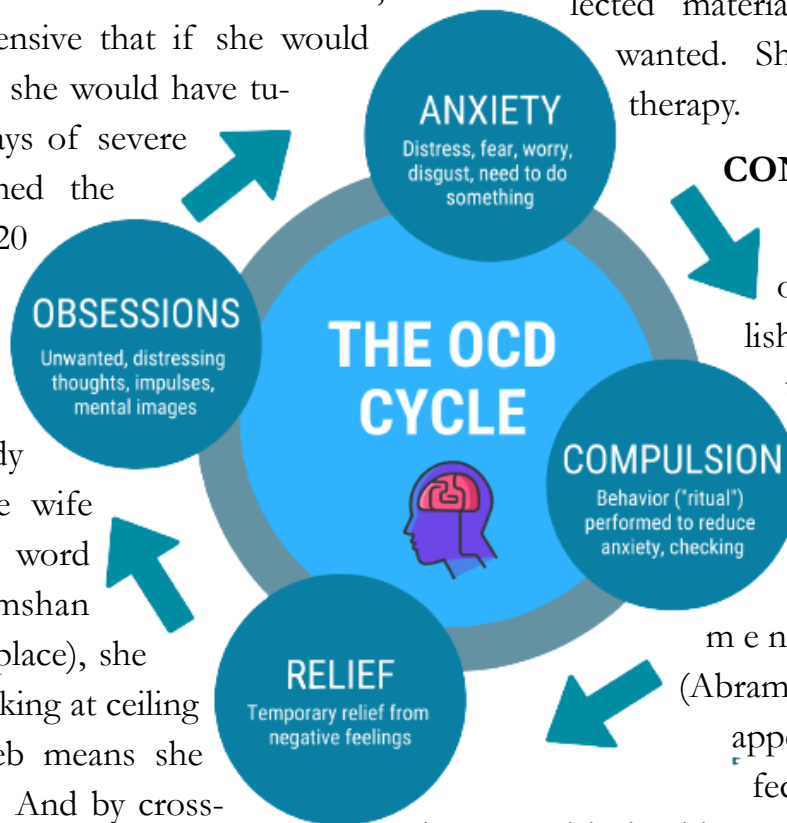 ensive that if she would
she would have tu-
ays of severe
ned the
20
dy
e wife
word
mshan
place), she
king at ceiling
eb means she
And by cross-
THE OCD
CYCLE
ANXIETY
Distress, fear, worry,
disgust, need to do
something
COMPULSION
Behavior ("ritual")
performed to reduce
anxiety, checking
RELIEF
Temporary relief from
negative feelings
OBSESSIONS
Unwanted, distressing
thoughts, impulses,
mental images
lected materia
wanted. Sh
therapy.
CON
lish
m e n
(Abram
app
fec